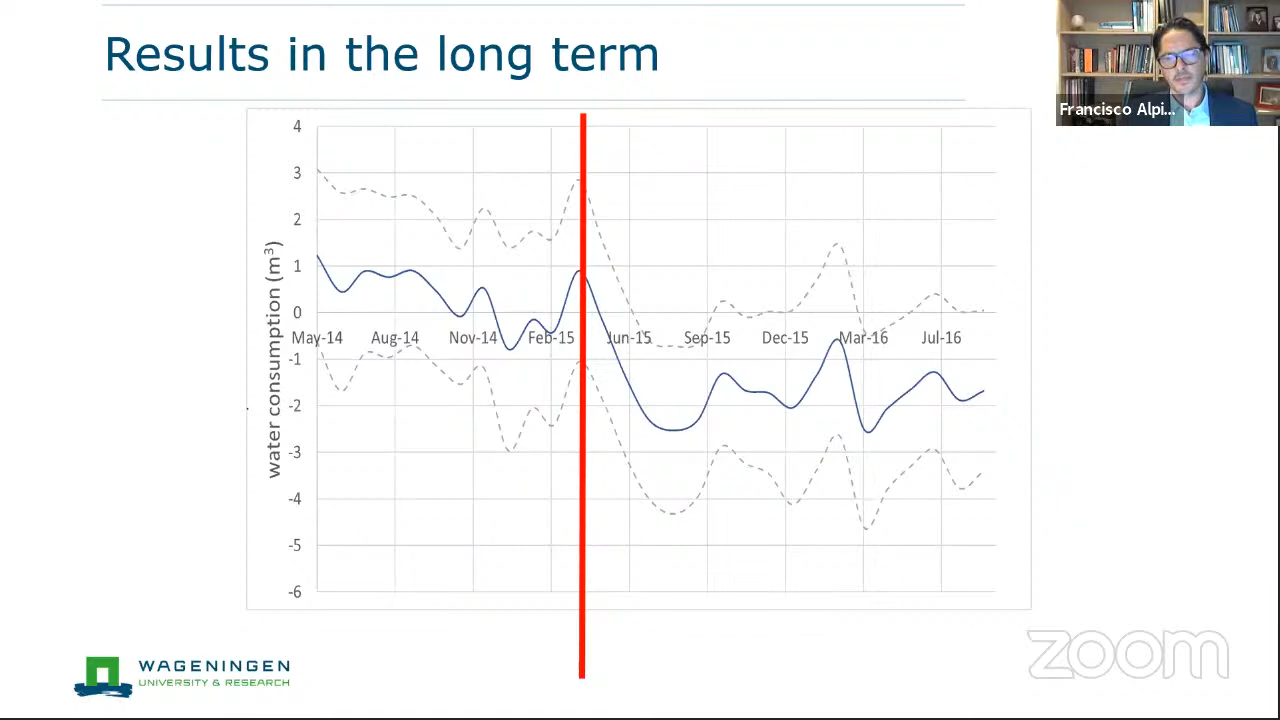 Results in the long term
Francisco Alpi...
water consumption (m³)
4
3
2
1
0
May-14 Aug-14 Nov-14 Feb-15 Jun-15 Sep-15 Dec-15 Mar-16 Jul-16
-1
-2
-3
-4
-5
-6
WAGENINGEN
UNIVERSITY & RESEARCH
zoom